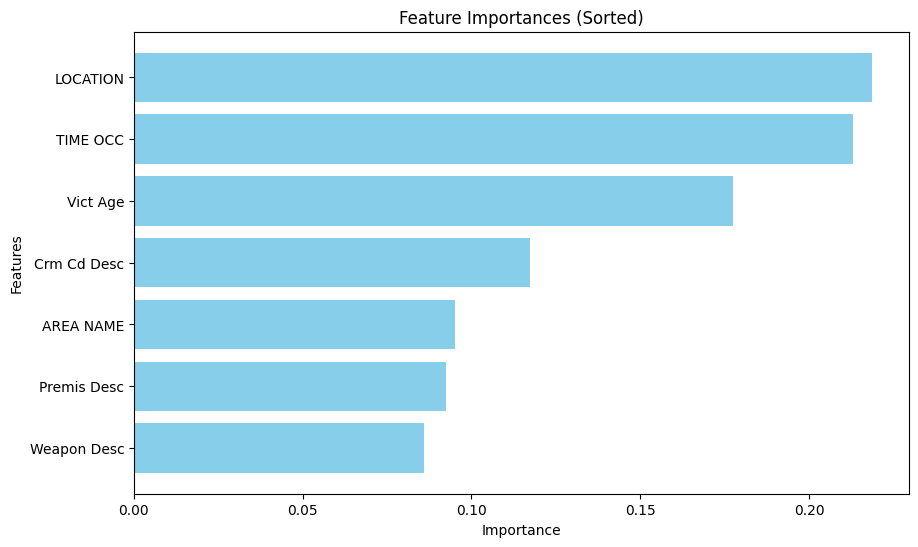 Feature Importances (Sorted)
Features
LOCATION
TIME OCC
Vict Age
Crm Cd Desc
AREA NAME
Premis Desc
Weapon Desc
0.00 0.05 0.10 0.15 0.20
Importance